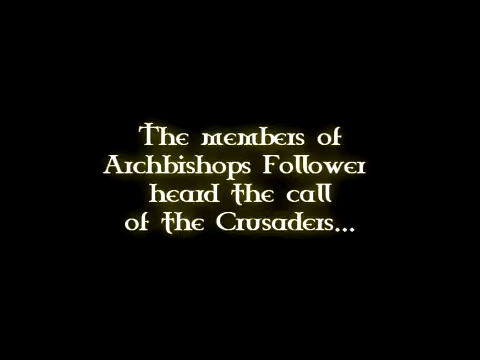 The members of
Archbishops Follower
heard the call
of the Crusaders...